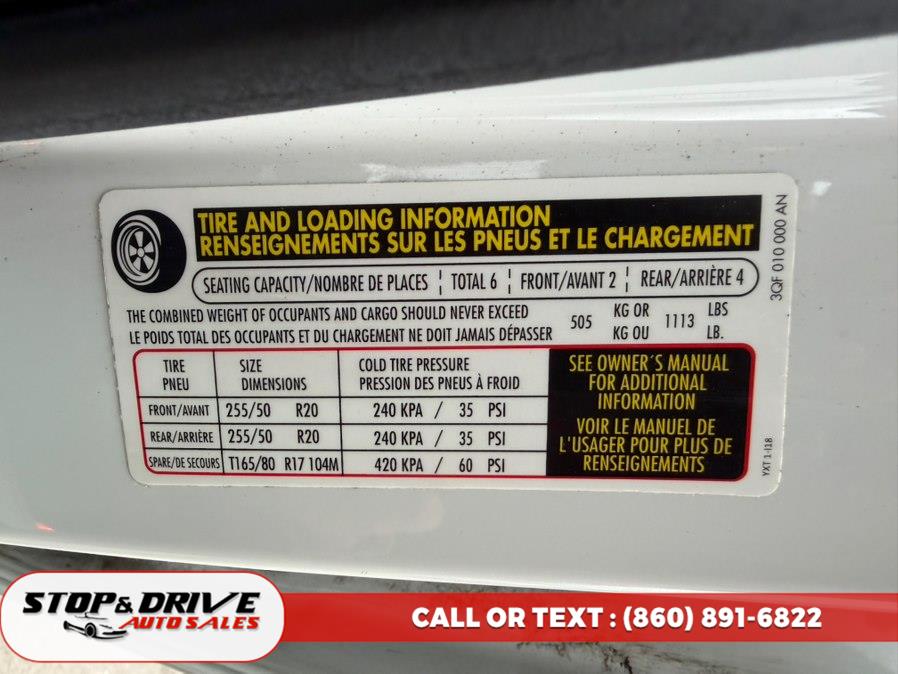 TIRE AND LOADING INFORMATION
RENSEIGNEMENTS SUR LES PNEUS ET LE CHARGEMENT
SEATING CAPACITY/NOMBRE DE PLACES ¦ TOTAL 6 ¦ FRONT/AVANT 2 ¦ REAR/ARRIÈRE 4
THE COMBINED WEIGHT OF OCCUPANTS AND CARGO SHOULD NEVER EXCEED 505 KG OR 1113 LBS
LE POIDS TOTAL DES OCCUPANTS ET DU CHARGEMENT NE DOIT JAMAIS DÉPASSER KG OU LB.
TIRE SIZE COLD TIRE PRESSURE
PNEU DIMENSIONS PRESSION DES PNEUS À FROID
FRONT/AVANT 255/50 R20 240 KPA / 35 PSI
REAR/ARRIÈRE 255/50 R20 240 KPA / 35 PSI
SPARE/DE SECOURS T165/80 R17 104M 420 KPA / 60 PSI
SEE OWNER'S MANUAL
FOR ADDITIONAL
INFORMATION
VOIR LE MANUEL DE
L'USAGER POUR PLUS DE
RENSEIGNEMENTS
3QF 010 000 AN
YXT 1-I18
STOP & DRIVE
AUTO SALES
CALL OR TEXT : (860) 891-6822